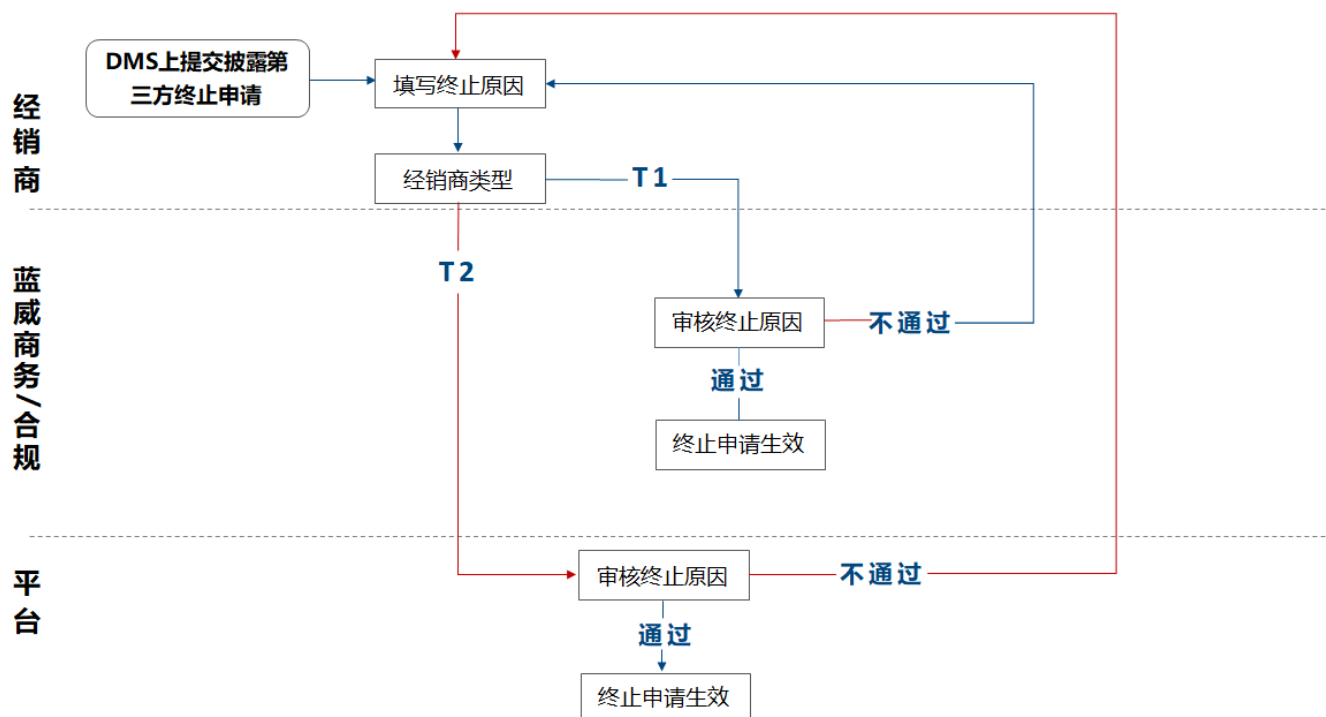 DMS上提交披露第
三方终止申请
填写终止原因
经销商
经销商类型
T1
T2
蓝威商务/合规
审核终止原因
不通过
通过
终止申请生效
平台
审核终止原因
不通过
通过
终止申请生效